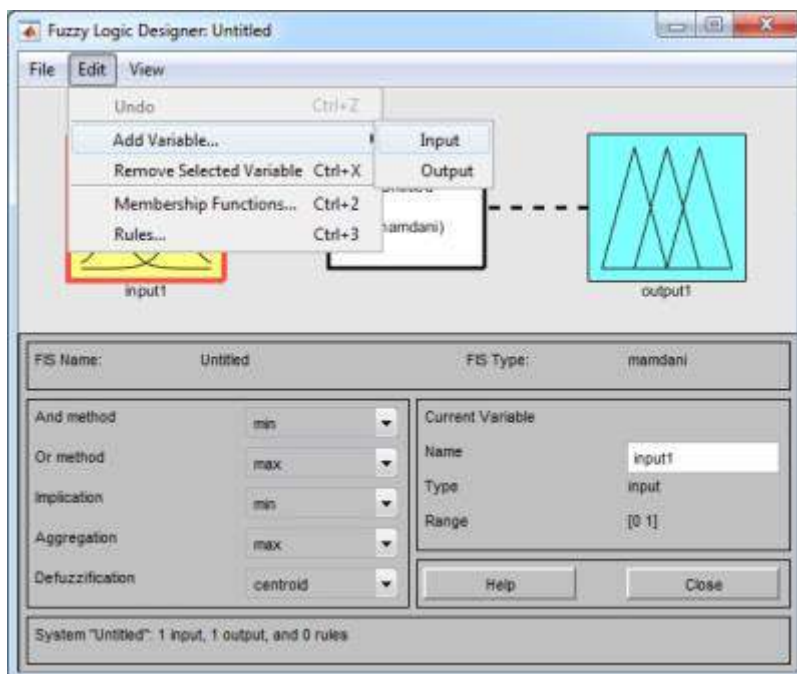 Fuzzy Logic Designer: Untitled
File Edit View
Undo Ctrl+Z
Add Variable...
Input
Remove Selected Variable Ctrl+X
Output
Membership Functions... Ctrl+2
Rules... Ctrl+3
input1
output1
FIS Name: Untitled FIS Type: mamdani
And method min
Or method max
Implication min
Aggregation max
Defuzzification centroid
Current Variable
Name input1
Type input
Range [0 1]
Help Close
System "Untitled": 1 input, 1 output, and 0 rules